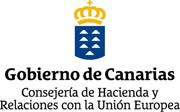 Gobierno de Canarias
Consejería de Hacienda y
Relaciones con la Unión Europea